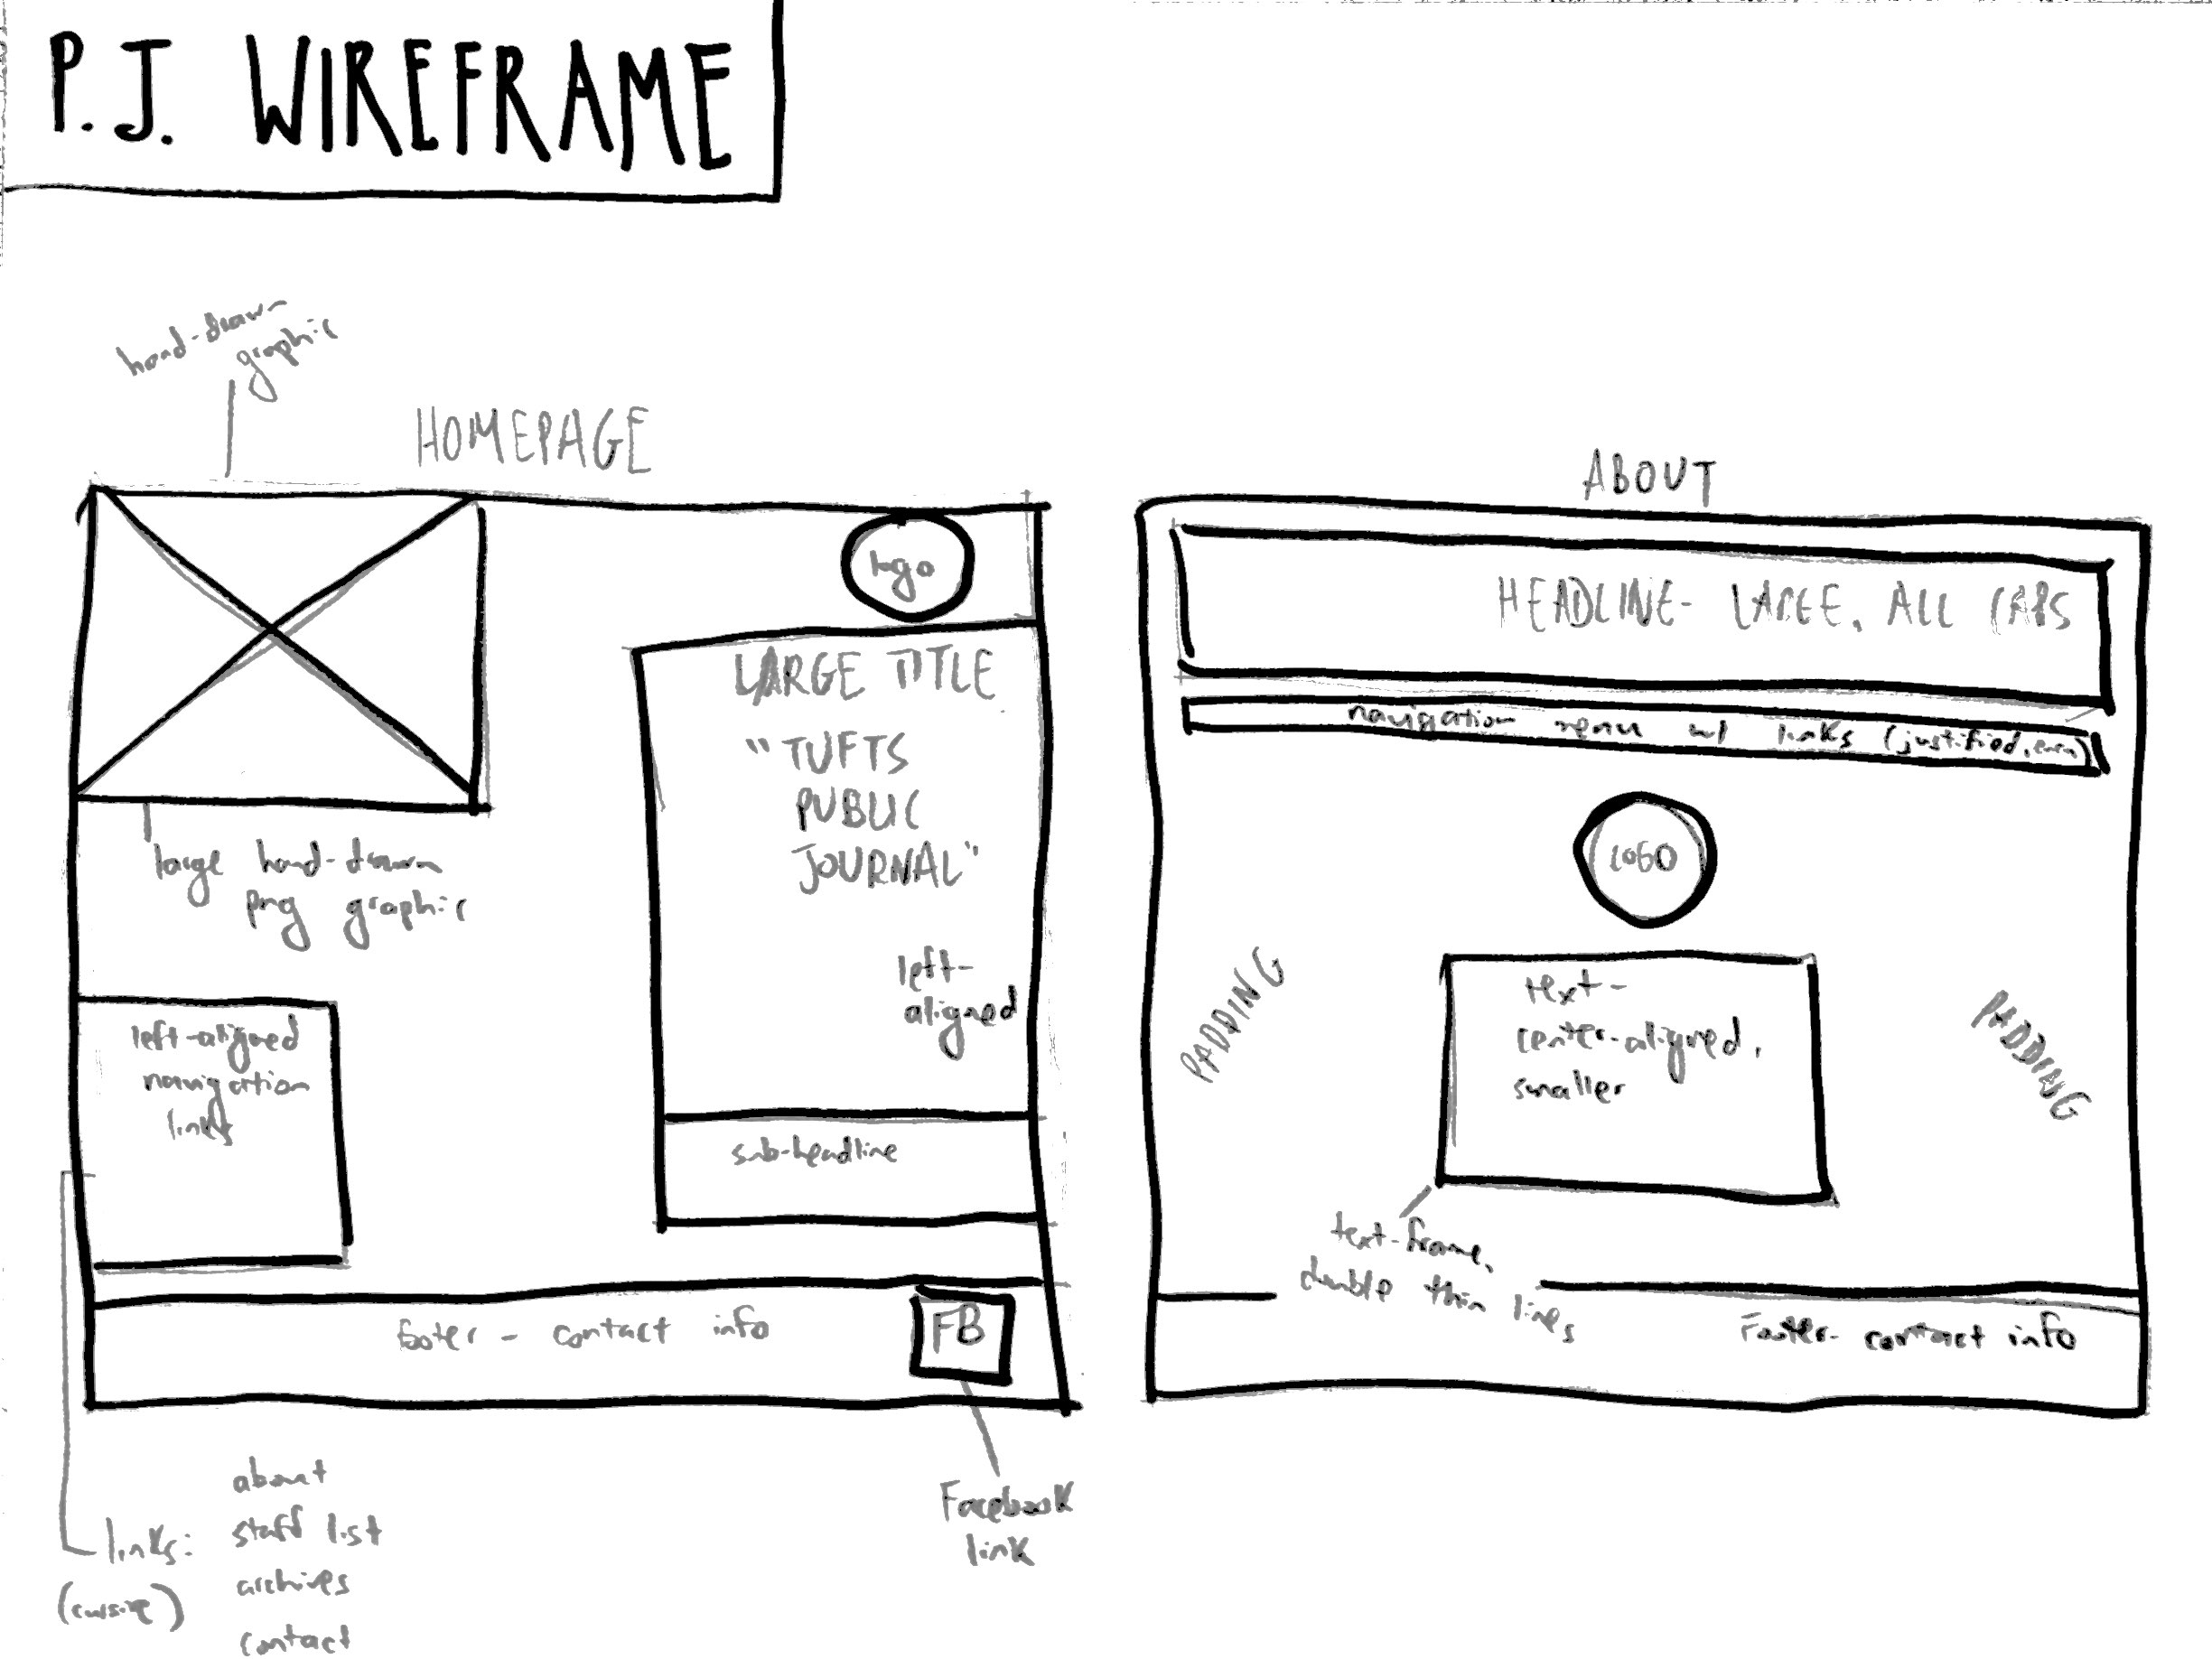 P.J. WIREFRAME
hand-draw-
graphic
HOMEPAGE
logo
LARGE TITLE
"TUFTS
PUBLIC
JOURNAL"
left-
aligned
large hand-drawn
png graphic
left-aligned
navigation
links
sub-headline
footer - contact info
FB
Facebook
link
links:
(cursive)
about
staff list
archives
contact
ABOUT
HEADLINE- LARGE, ALL CAPS
navigation menu w/ links (justified, even)
LOGO
PADDING
text-
center-aligned,
smaller
PADDING
text-frame,
double thin lines
Footer- contact info